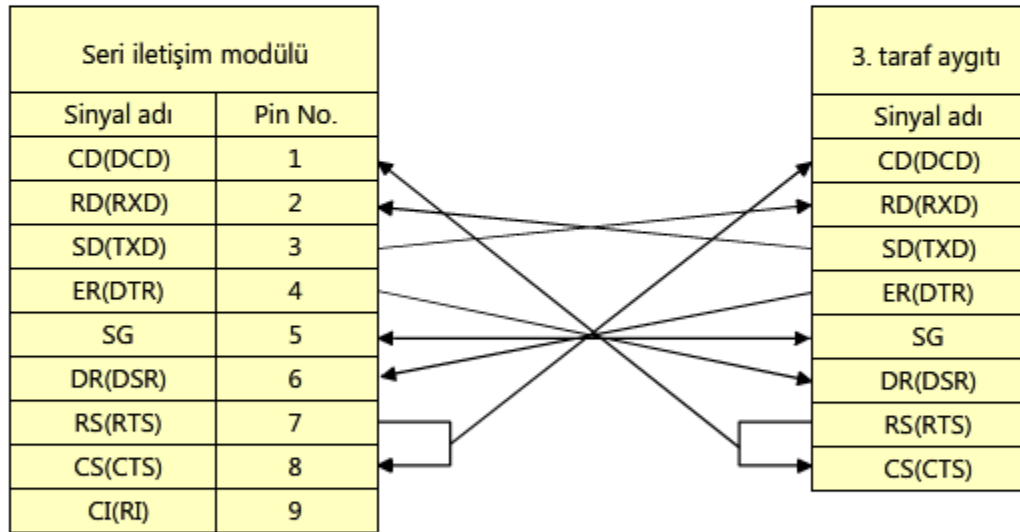 Seri iletişim modülü
Sinyal adı Pin No.
CD(DCD) 1
RD(RXD) 2
SD(TXD) 3
ER(DTR) 4
SG 5
DR(DSR) 6
RS(RTS) 7
CS(CTS) 8
CI(RI) 9
3. taraf aygıtı
Sinyal adı
CD(DCD)
RD(RXD)
SD(TXD)
ER(DTR)
SG
DR(DSR)
RS(RTS)
CS(CTS)